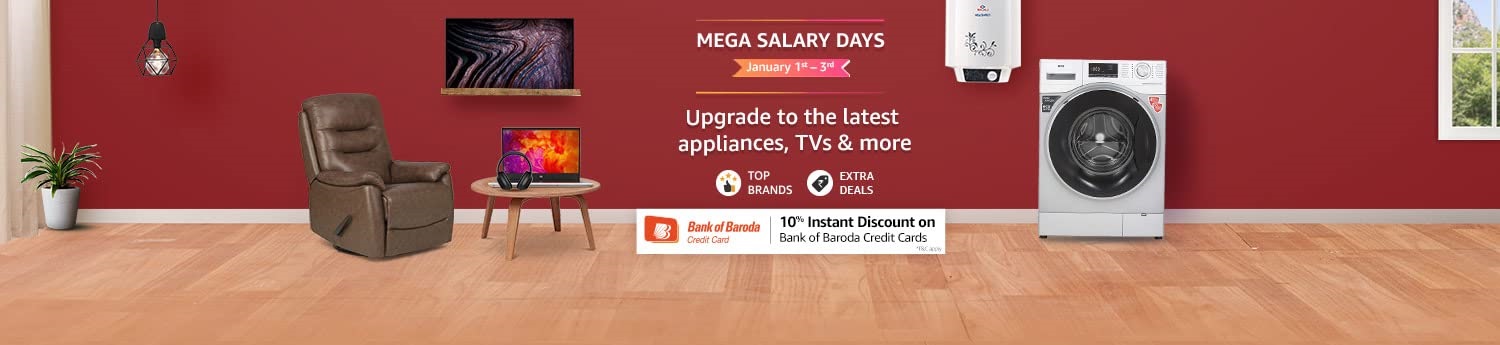 MEGA SALARY DAYS
January 1st – 3rd
Upgrade to the latest
appliances, TVs & more
TOP
BRANDS
EXTRA
DEALS
Bank of Baroda
Credit Card
10% Instant Discount on
Bank of Baroda Credit Cards
*T&C apply